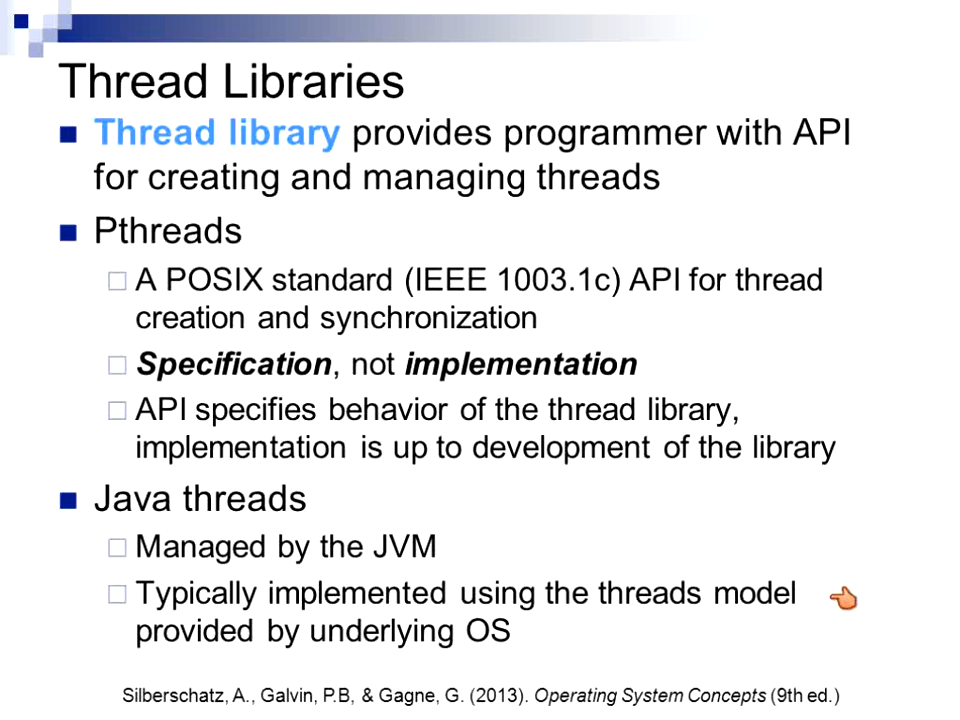 Thread Libraries
Thread library provides programmer with API
for creating and managing threads
Pthreads
A POSIX standard (IEEE 1003.1c) API for thread
creation and synchronization
Specification, not implementation
API specifies behavior of the thread library,
implementation is up to development of the library
Java threads
Managed by the JVM
Typically implemented using the threads model
provided by underlying OS
Silberschatz, A., Galvin, P.B, & Gagne, G. (2013). Operating System Concepts (9th ed.)